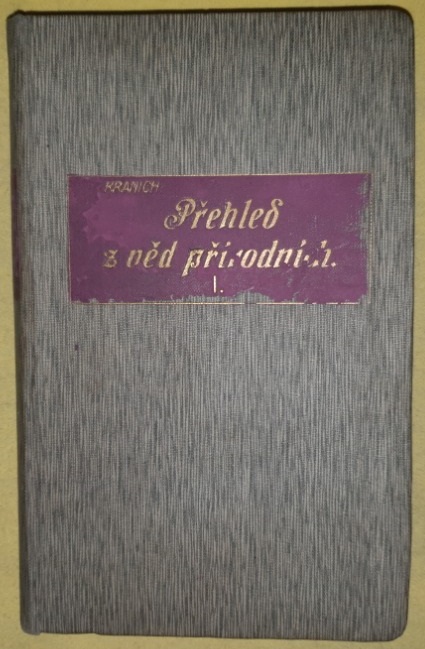 KRANICH
Přehled
z věd přírodních.
I.